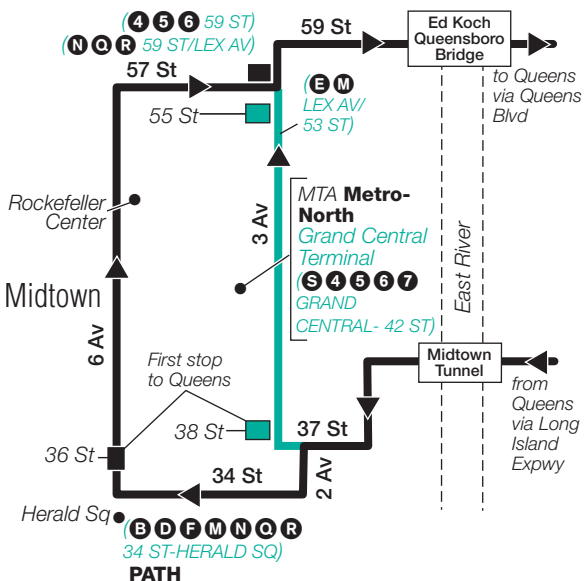 (4 5 6 59 ST)
(N Q R 59 ST/LEX AV)
59 St
Ed Koch
Queensboro
Bridge
to Queens
via Queens
Blvd
57 St
(E M
LEX AV/
53 ST)
55 St
Rockefeller
Center
3 Av
MTA Metro-
North
Grand Central
Terminal
(S 4 5 6 7
GRAND
CENTRAL- 42 ST)
East River
Midtown
6 Av
First stop
to Queens
Midtown
Tunnel
from
Queens
via Long
Island
Expwy
38 St
37 St
36 St
34 St
2 Av
Herald Sq
(B D F M N Q R
34 ST-HERALD SQ)
PATH